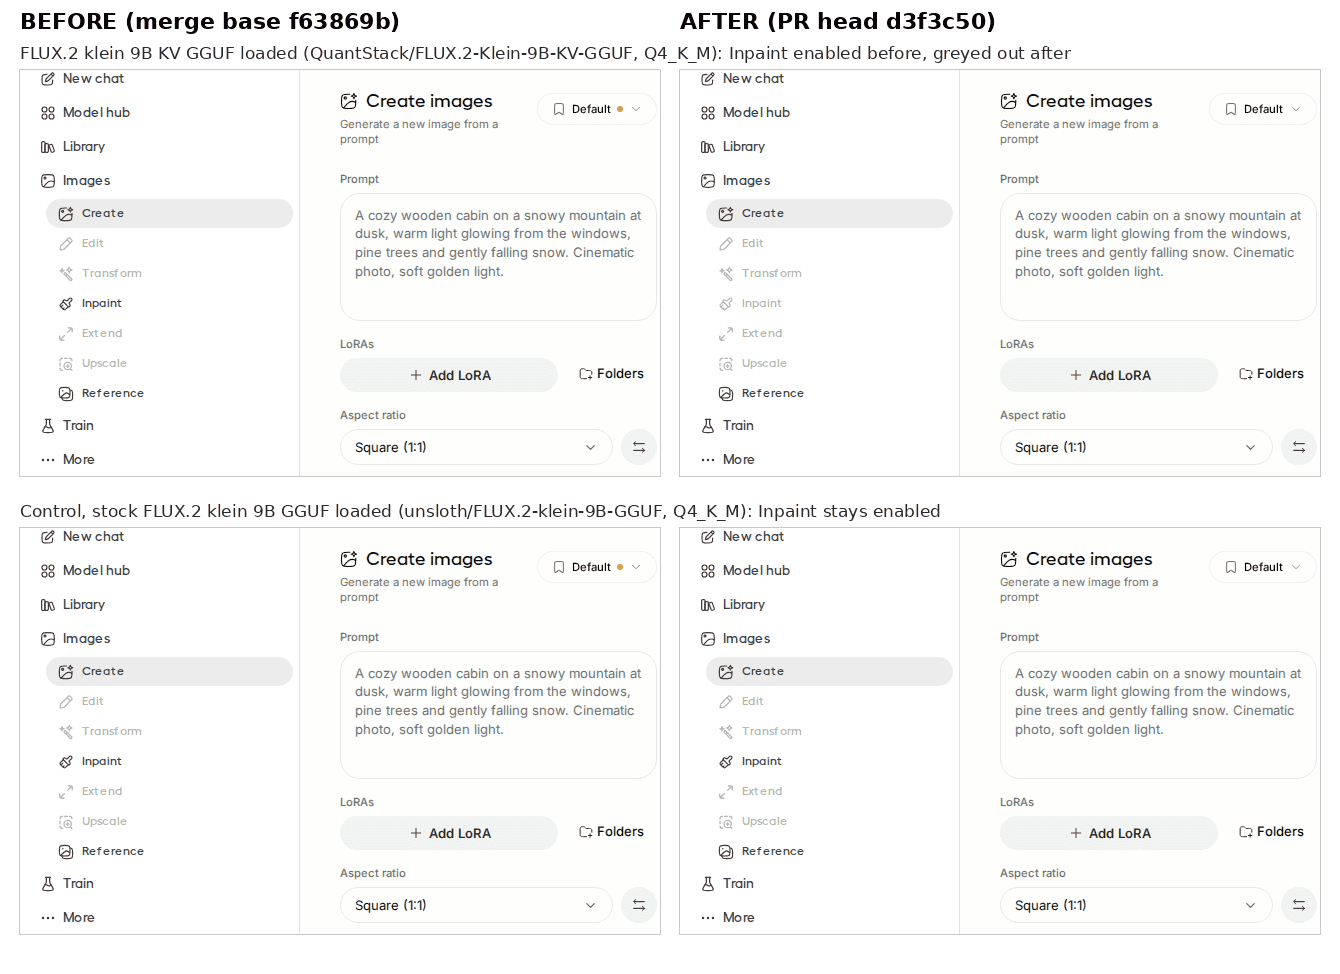 BEFORE (merge base f63869b)
AFTER (PR head d3f3c50)
FLUX.2 klein 9B KV GGUF loaded (QuantStack/FLUX.2-Klein-9B-KV-GGUF, Q4_K_M): Inpaint enabled before, greyed out after
New chat
Model hub
Library
Images
Create
Edit
Transform
Inpaint
Extend
Upscale
Reference
Train
More
Create images
Default
Generate a new image from a
prompt
Prompt
A cozy wooden cabin on a snowy mountain at
dusk, warm light glowing from the windows,
pine trees and gently falling snow. Cinematic
photo, soft golden light.
LoRAs
Add LoRA
Folders
Aspect ratio
Square (1:1)
New chat
Model hub
Library
Images
Create
Edit
Transform
Inpaint
Extend
Upscale
Reference
Train
More
Create images
Default
Generate a new image from a
prompt
Prompt
A cozy wooden cabin on a snowy mountain at
dusk, warm light glowing from the windows,
pine trees and gently falling snow. Cinematic
photo, soft golden light.
LoRAs
Add LoRA
Folders
Aspect ratio
Square (1:1)
Control, stock FLUX.2 klein 9B GGUF loaded (unsloth/FLUX.2-klein-9B-GGUF, Q4_K_M): Inpaint stays enabled
New chat
Model hub
Library
Images
Create
Edit
Transform
Inpaint
Extend
Upscale
Reference
Train
More
Create images
Default
Generate a new image from a
prompt
Prompt
A cozy wooden cabin on a snowy mountain at
dusk, warm light glowing from the windows,
pine trees and gently falling snow. Cinematic
photo, soft golden light.
LoRAs
Add LoRA
Folders
Aspect ratio
Square (1:1)
New chat
Model hub
Library
Images
Create
Edit
Transform
Inpaint
Extend
Upscale
Reference
Train
More
Create images
Default
Generate a new image from a
prompt
Prompt
A cozy wooden cabin on a snowy mountain at
dusk, warm light glowing from the windows,
pine trees and gently falling snow. Cinematic
photo, soft golden light.
LoRAs
Add LoRA
Folders
Aspect ratio
Square (1:1)